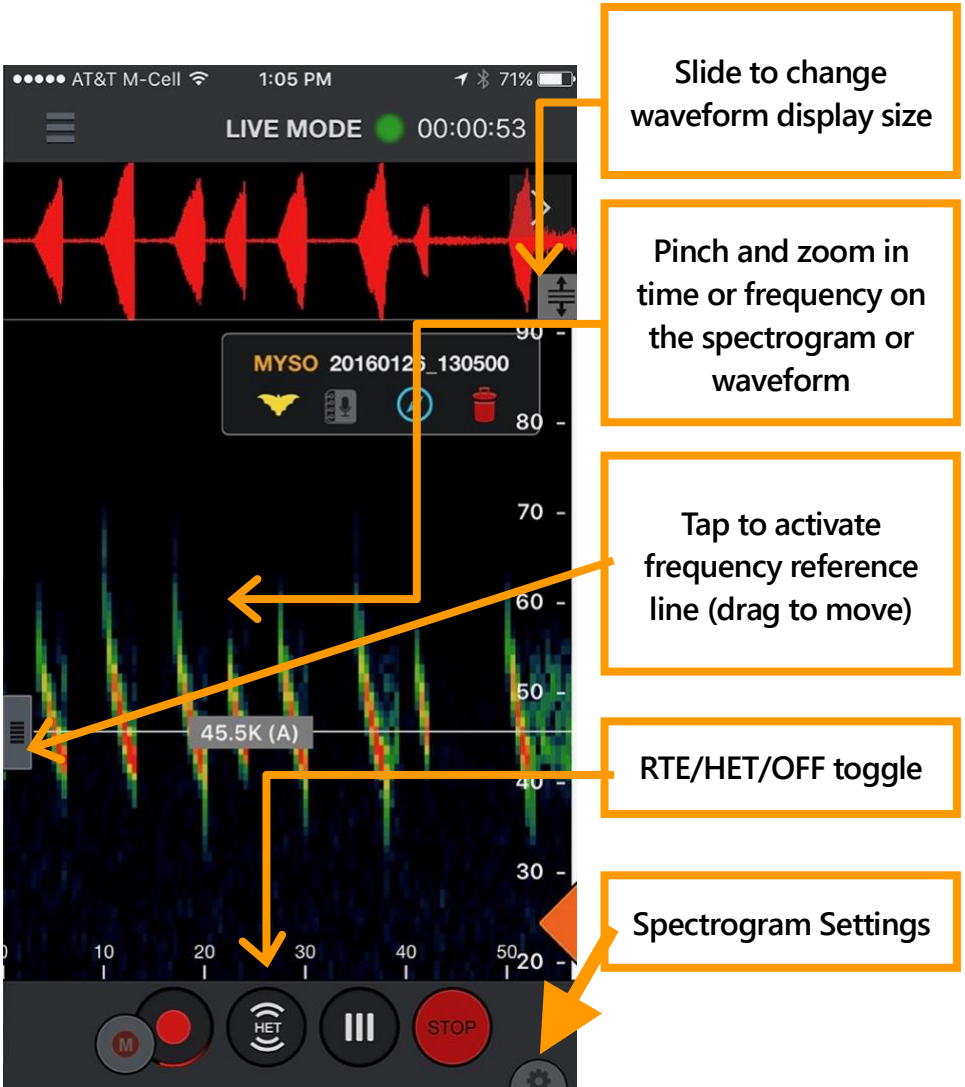 ●●●●● AT&T M-Cell 1:05 PM 71%
LIVE MODE 00:00:53
Slide to change
waveform display size
Pinch and zoom in
time or frequency on
the spectrogram or
waveform
MYSO 20160126_130500
90
80
70
60
50
40
30
20
Tap to activate
frequency reference
line (drag to move)
45.5K (A)
RTE/HET/OFF toggle
Spectrogram Settings
0 10 20 30 40 50
M
HET
STOP